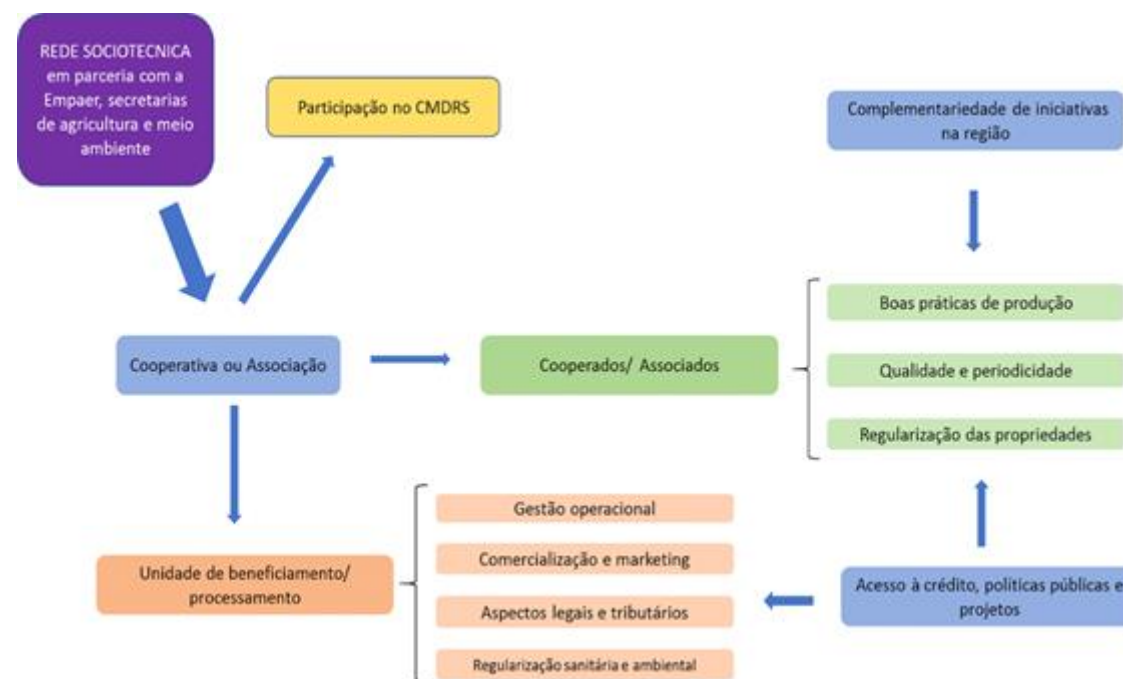 REDE SOCIOTECNICA
em parceria com a
Empaer, secretarias
de agricultura e meio
ambiente
Participação no CMDRS
Complementariedade de iniciativas
na região
Boas práticas de produção
Cooperativa ou Associação
Cooperados/ Associados
Qualidade e periodicidade
Regularização das propriedades
Gestão operacional
Comercialização e marketing
Unidade de beneficiamento/
processamento
Aspectos legais e tributários
Regularização sanitária e ambiental
Acesso à crédito, políticas públicas e
projetos